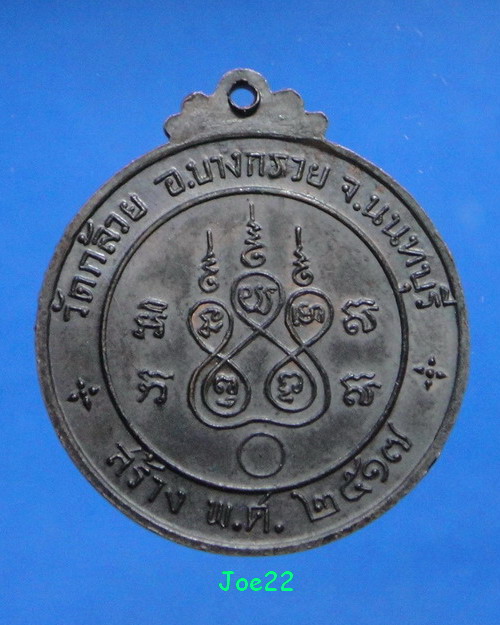 วัดกล้วย อ.บางกรวย จ.นนทบุรี
สร้าง พ.ศ. ๒๕๑๗
Joe22